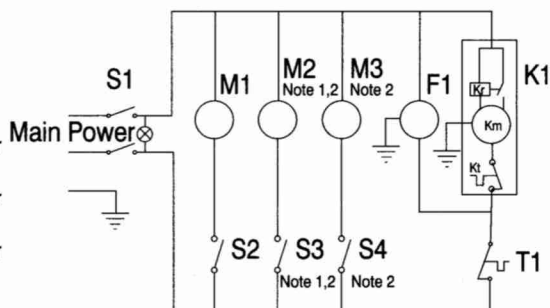 S1
M1
M2
Note 1,2
M3
Note 2
F1
K1
Kr
Km
Main Power
Kt
S2
S3
Note 1,2
S4
Note 2
T1